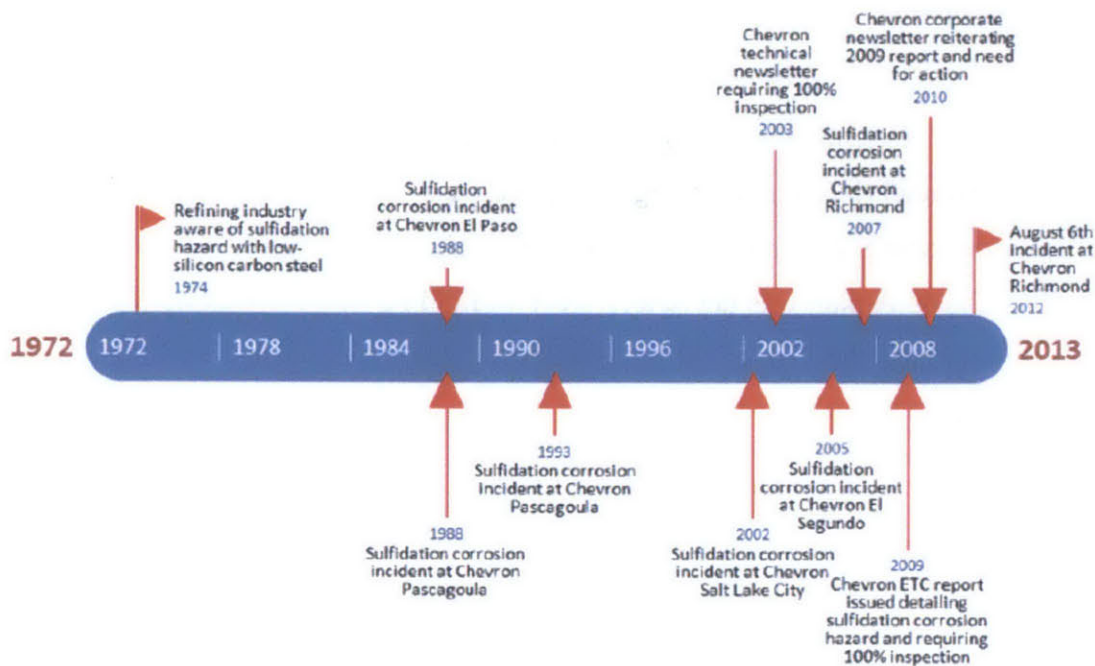 Chevron
technical
newsletter
requiring 100%
inspection
2003
Chevron corporate
newsletter reiterating
2009 report and need
for action
2010
Sulfidation
corrosion
incident at
Chevron
Richmond
2007
Sulfidation
corrosion incident
at Chevron El Paso
1988
Refining industry
aware of sulfidation
hazard with low-
silicon carbon steel
1974
August 6th
Incident at
Chevron
Richmond
2012
1972
1972
1978
1984
1990
1996
2002
2008
2013
1993
Sulfidation corrosion
incident at Chevron
Pascagoula
2005
Sulfidation
corrosion incident
at Chevron El
Segundo
1988
Sulfidation corrosion
incident at Chevron
Pascagoula
2002
Sulfidation corrosion
incident at Chevron
Salt Lake City
2009
Chevron ETC report
issued detailing
sulfidation corrosion
hazard and requiring
100% inspection